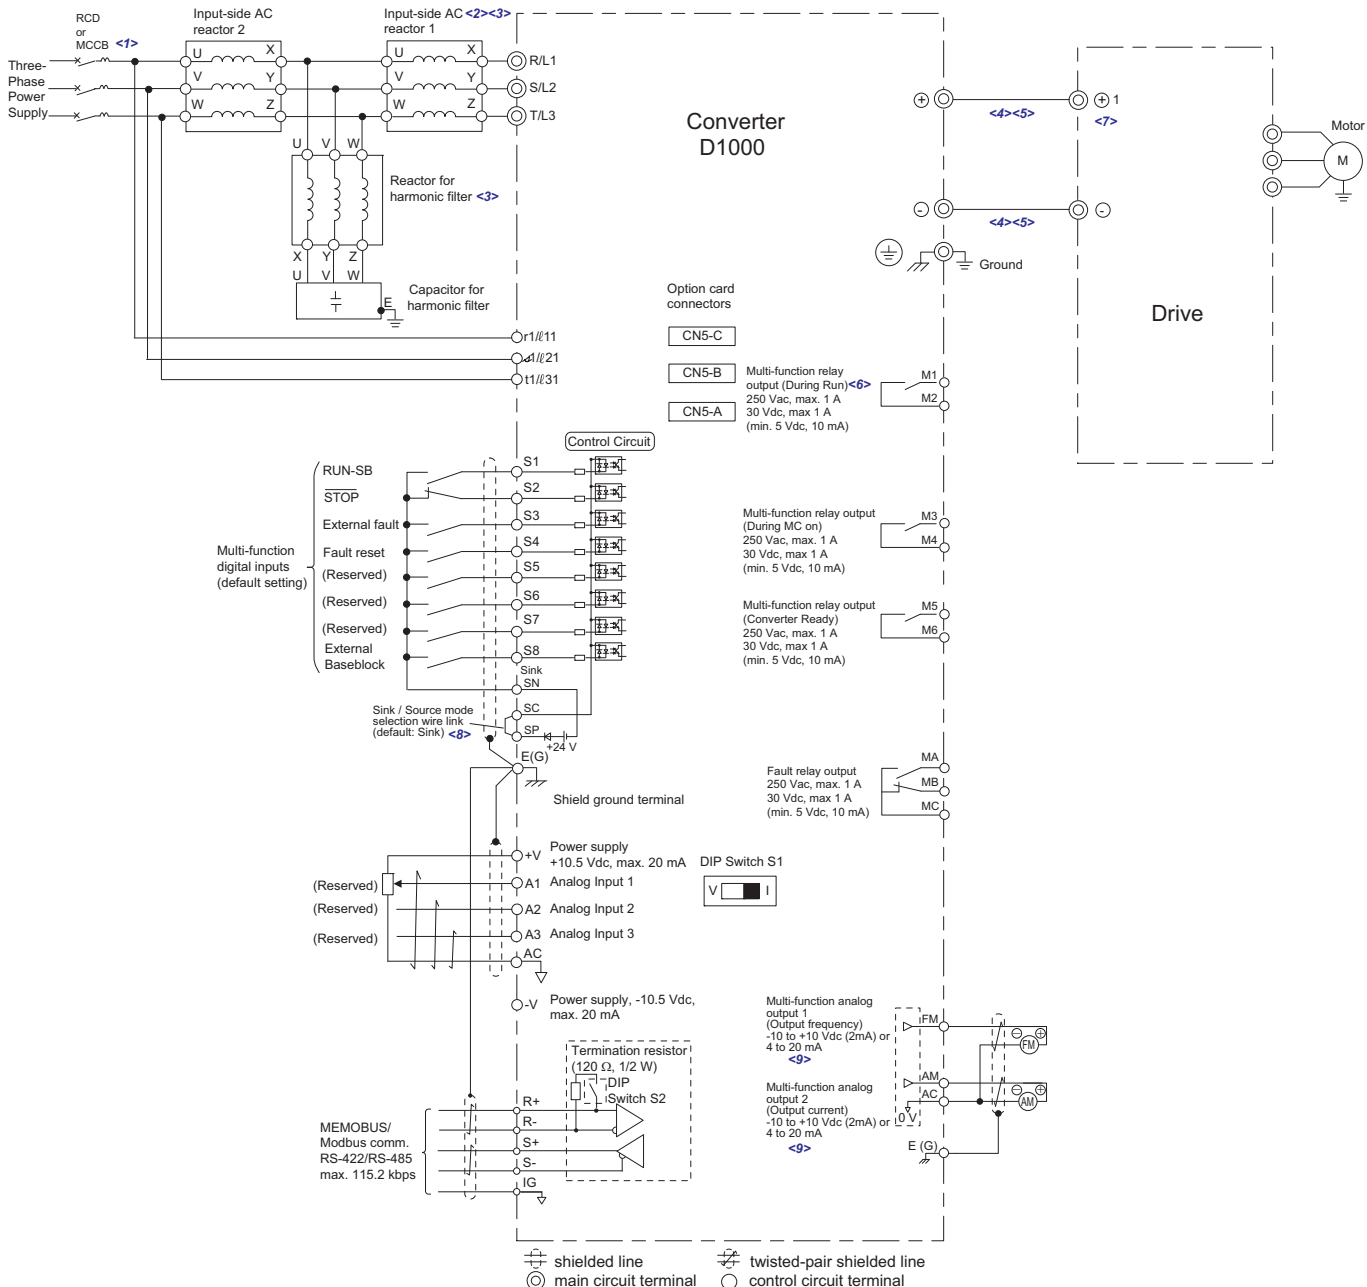 RCD
or
MCCB <1>
Three-
Phase
Power
Supply
Input-side AC
reactor 2
U X
V Y
W Z
Input-side AC <2><3>
reactor 1
U X
V Y
W Z
R/L1
S/L2
T/L3
U V W
Reactor for
harmonic filter <3>
X Y Z
U V W
E
Capacitor for
harmonic filter
r1/ℓ11
1/ℓ21
t1/ℓ31
Converter
D1000
+
<4><5>
+ 1
<7>
-
<4><5>
-
Ground
Drive
Motor
M
Option card
connectors
CN5-C
CN5-B
CN5-A
Multi-function relay
output (During Run) <6>
250 Vac, max. 1 A
30 Vdc, max 1 A
(min. 5 Vdc, 10 mA)
M1
M2
Control Circuit
Multi-function
digital inputs
(default setting)
RUN-SB
STOP
External fault
Fault reset
(Reserved)
(Reserved)
(Reserved)
External
Baseblock
S1
S2
S3
S4
S5
S6
S7
S8
Sink
SN
SC
SP
+24 V
Sink / Source mode
selection wire link
(default: Sink) <8>
E(G)
Shield ground terminal
Multi-function relay output
(During MC on)
250 Vac, max. 1 A
30 Vdc, max 1 A
(min. 5 Vdc, 10 mA)
M3
M4
Multi-function relay output
(Converter Ready)
250 Vac, max. 1 A
30 Vdc, max 1 A
(min. 5 Vdc, 10 mA)
M5
M6
Fault relay output
250 Vac, max. 1 A
30 Vdc, max 1 A
(min. 5 Vdc, 10 mA)
MA
MB
MC
+V
Power supply
+10.5 Vdc, max. 20 mA
(Reserved)
A1 Analog Input 1
(Reserved)
A2 Analog Input 2
(Reserved)
A3 Analog Input 3
AC
-V
Power supply, -10.5 Vdc,
max. 20 mA
DIP Switch S1
V I
Termination resistor
(120 Ω, 1/2 W)
DIP
Switch S2
MEMOBUS/
Modbus comm.
RS-422/RS-485
max. 115.2 kbps
R+
R-
S+
S-
IG
Multi-function analog
output 1
(Output frequency)
-10 to +10 Vdc (2mA) or
4 to 20 mA
<9>
Multi-function analog
output 2
(Output current)
-10 to +10 Vdc (2mA) or
4 to 20 mA
<9>
FM
AM
AC
0 V
E (G)
- +
FM
- +
AM
shielded line
twisted-pair shielded line
main circuit terminal
control circuit terminal